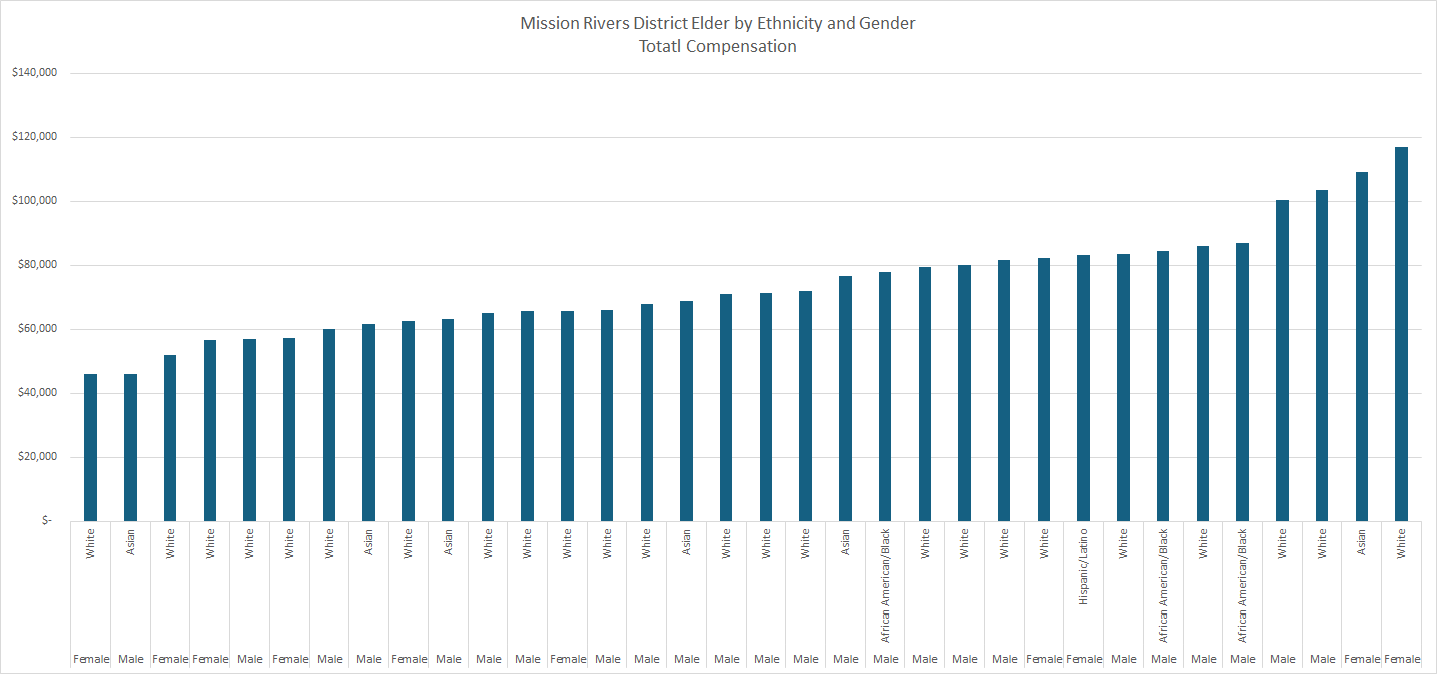 Mission Rivers District Elder by Ethnicity and Gender
Totatl Compensation
$140,000
$120,000
$100,000
$80,000
$60,000
$40,000
$20,000
$-
White
Asian
White
White
White
White
White
Asian
White
Asian
White
White
White
White
White
Asian
White
White
White
Asian
African American/Black
White
White
White
White
Hispanic/Latino
White
African American/Black
White
African American/Black
White
White
Asian
White
Female Male Female Female Male Female Male Male Female Male Male Male Female Male Male Male Male Male Male Male Male Male Male Male Female Female Male Male Male Male Male Male Female Female